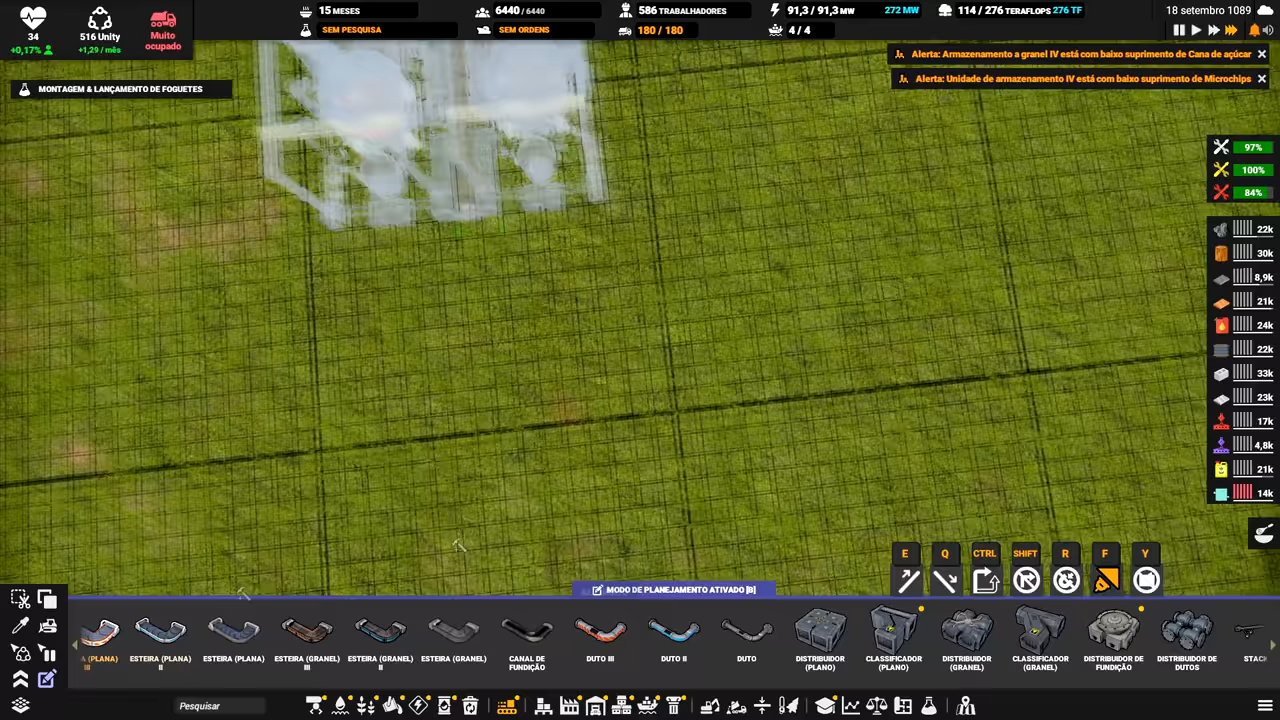 15 MESES
6440 / 6440
586 TRABALHADORES
91,3 / 91,3 MW
272 MW
114 / 276 TERAFLOPS 276 TF
18 setembro 1089
34
+0,17%
516 Unity
+1,29 / mês
Muito ocupado
SEM PESQUISA
SEM ORDENS
180 / 180
4 / 4
Alerta: Armazenamento a granel IV está com baixo suprimento de Cana de açúcar
Alerta: Unidade de armazenamento IV está com baixo suprimento de Microchips
MONTAGEM & LANÇAMENTO DE FOGUETES
97%
100%
84%
22k
30k
8,9k
21k
24k
22k
33k
23k
17k
4,8k
21k
14k
E
Q
CTRL
SHIFT
R
F
Y
MODO DE PLANEJAMENTO ATIVADO [B]
A (PLANA) III
ESTEIRA (PLANA) II
ESTEIRA (PLANA)
ESTEIRA (GRANEL) III
ESTEIRA (GRANEL) II
ESTEIRA (GRANEL)
CANAL DE FUNDIÇÃO
DUTO III
DUTO II
DUTO
DISTRIBUIDOR (PLANO)
CLASSIFICADOR (PLANO)
DISTRIBUIDOR (GRANEL)
CLASSIFICADOR (GRANEL)
DISTRIBUIDOR DE FUNDIÇÃO
DISTRIBUIDOR DE DUTOS
STACK
Pesquisar